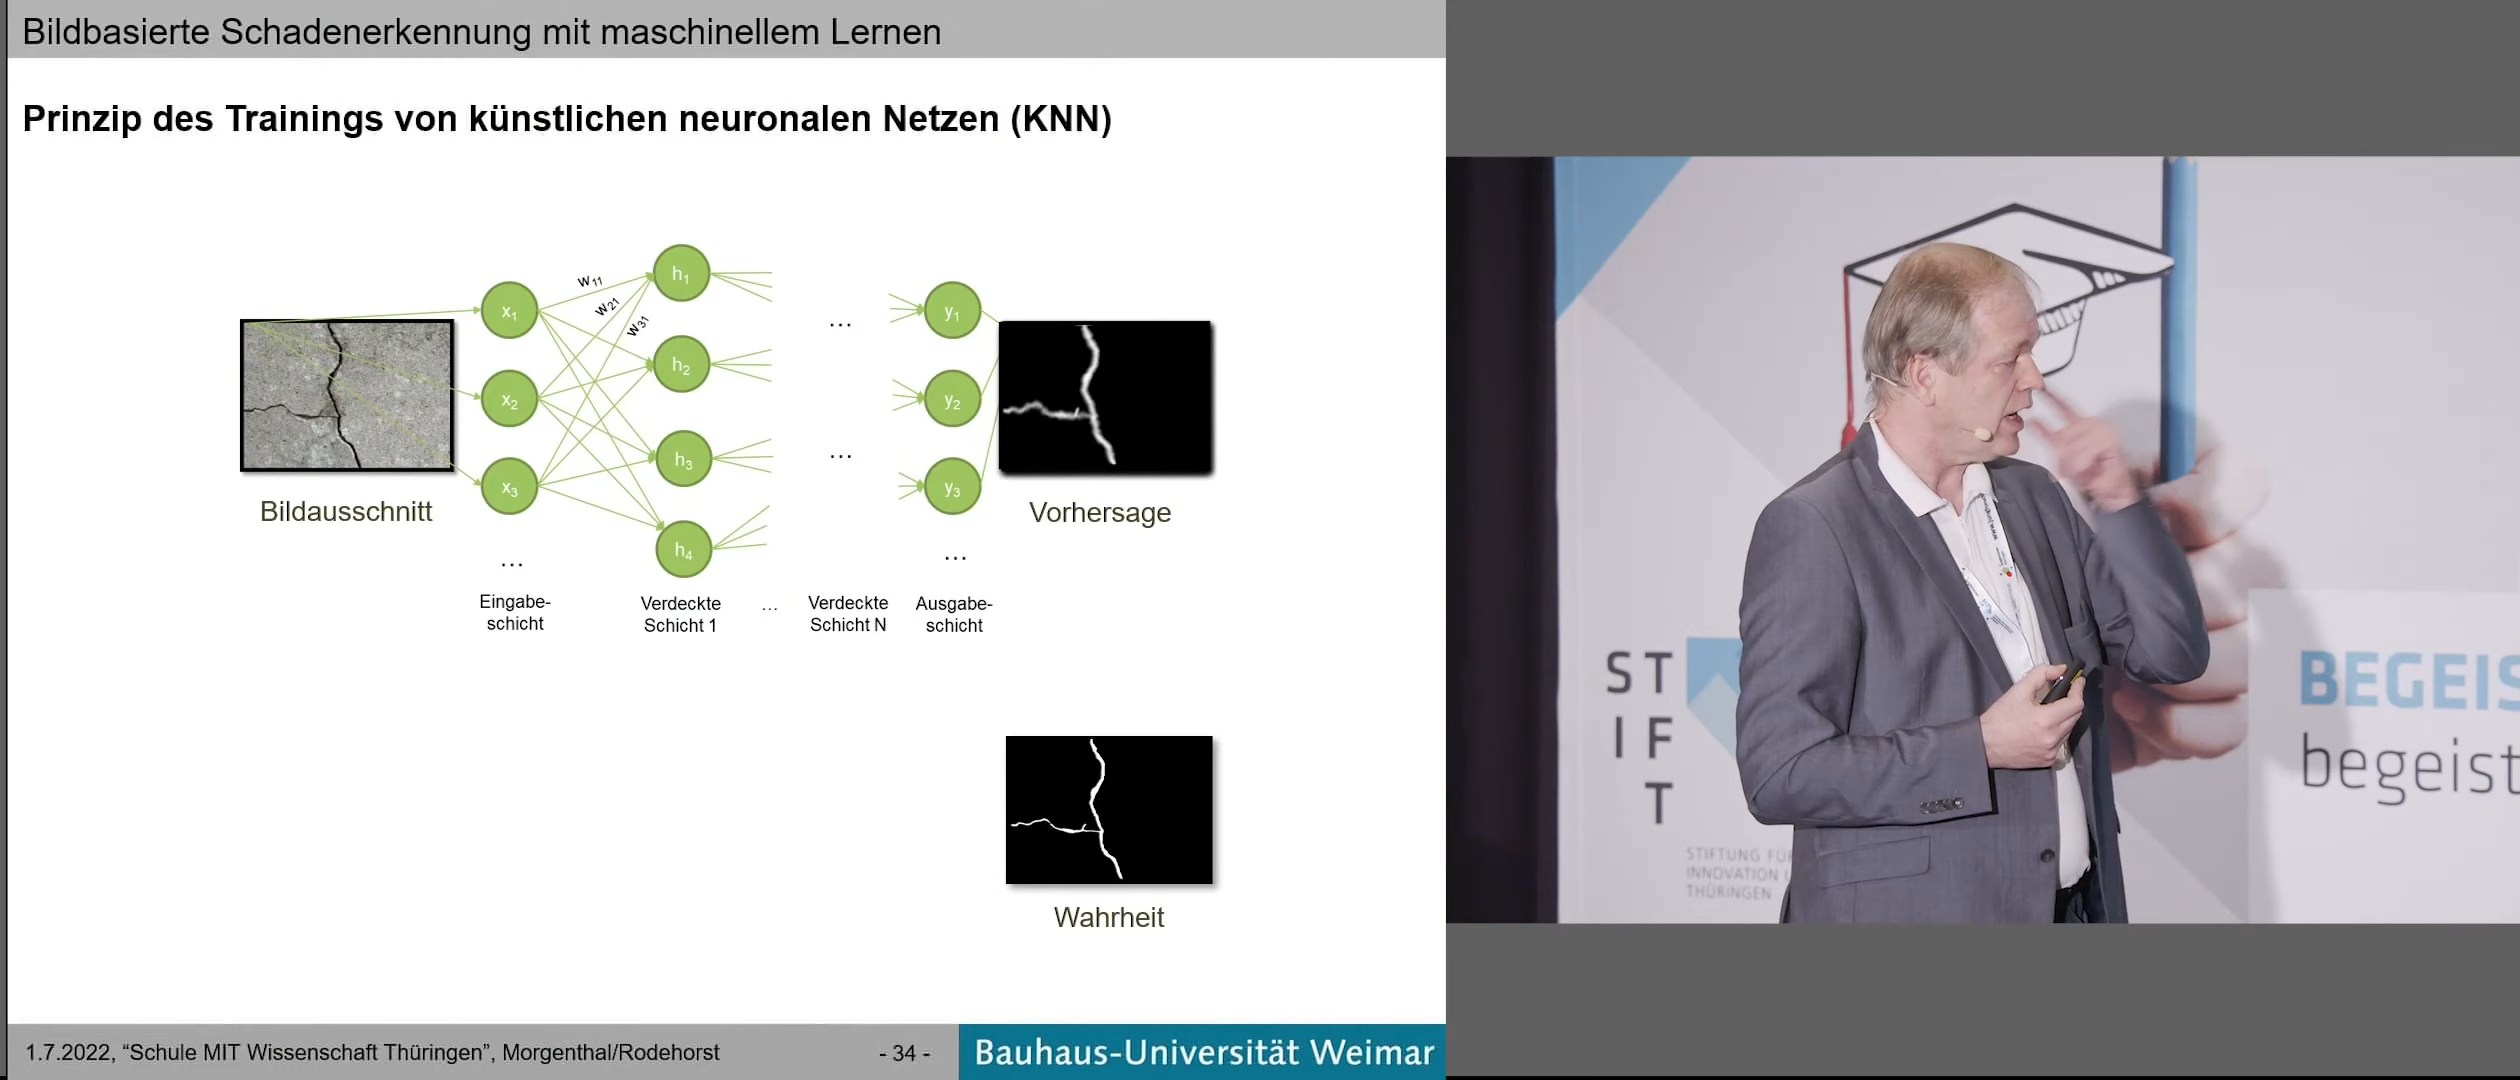 Bildbasierte Schadenerkennung mit maschinellem Lernen
Prinzip des Trainings von künstlichen neuronalen Netzen (KNN)
w11
w21
w31
x1
x2
x3
...
h1
h2
h3
h4
...
...
y1
y2
y3
...
Bildausschnitt
Vorhersage
Eingabe-
schicht
Verdeckte
Schicht 1
...
Verdeckte
Schicht N
Ausgabe-
schicht
Wahrheit
1.7.2022, “Schule MIT Wissenschaft Thüringen”, Morgenthal/Rodehorst
- 34 -
Bauhaus-Universität Weimar
ST
IF
T
STIFTUNG FÜ
INNOVATION
THÜRINGEN
BEGEIS
begeist